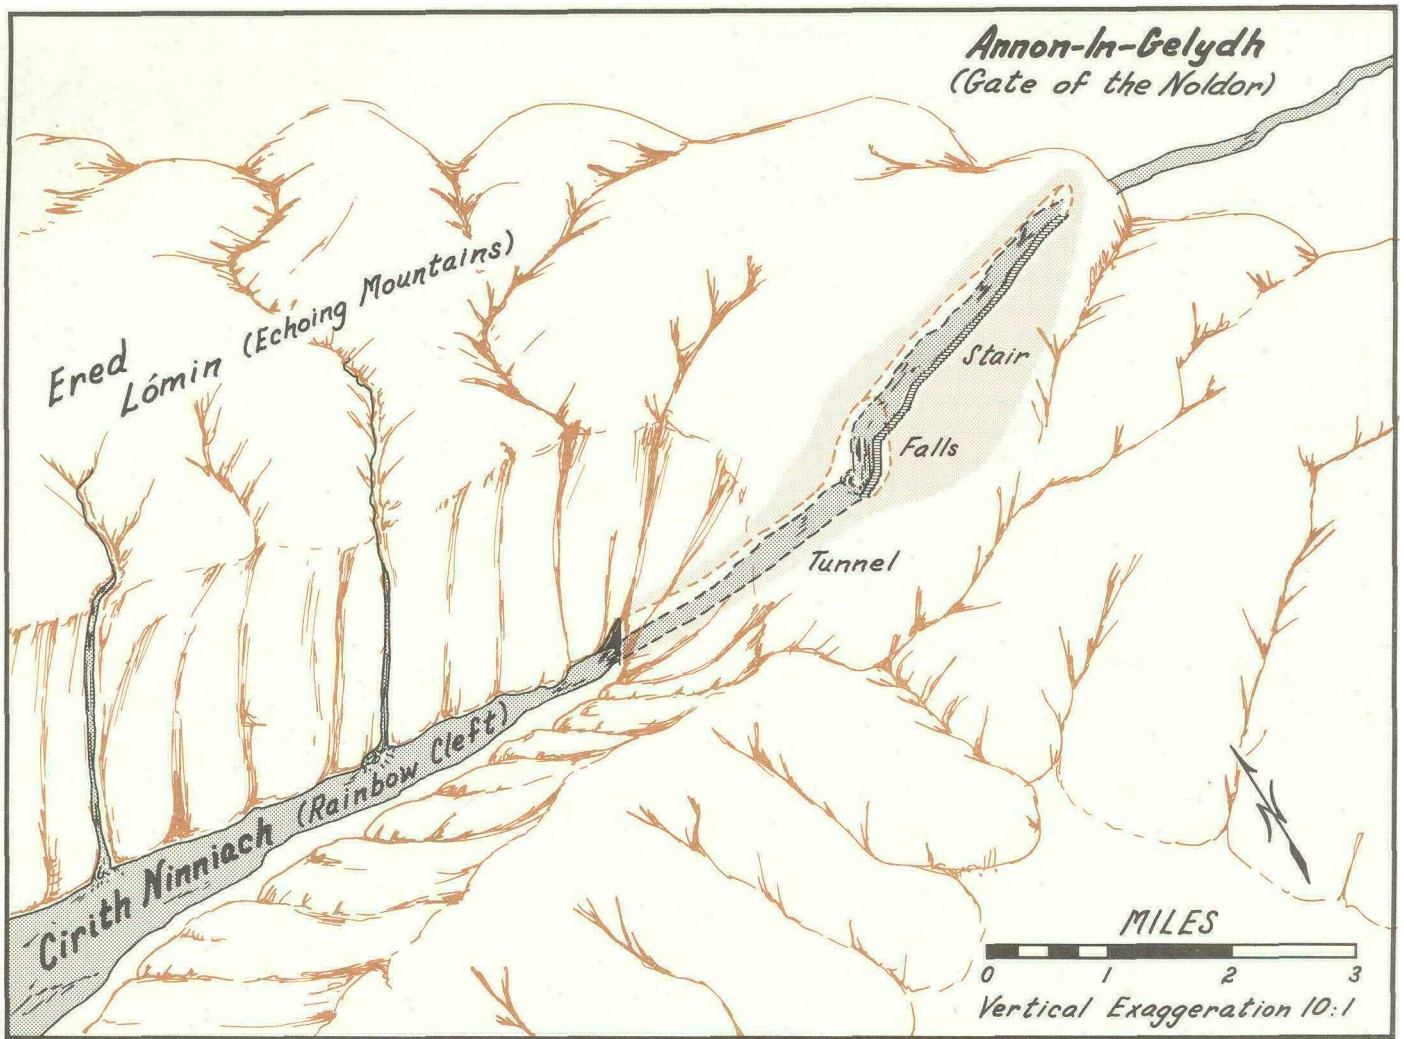 Annon-In-Gelydh
(Gate of the Noldor)
Ered
Lómin (Echoing Mountains)
Stair
Falls
Tunnel
Cirith Ninniach (Rainbow Cleft)
N
MILES
0 1 2 3
Vertical Exaggeration 10:1